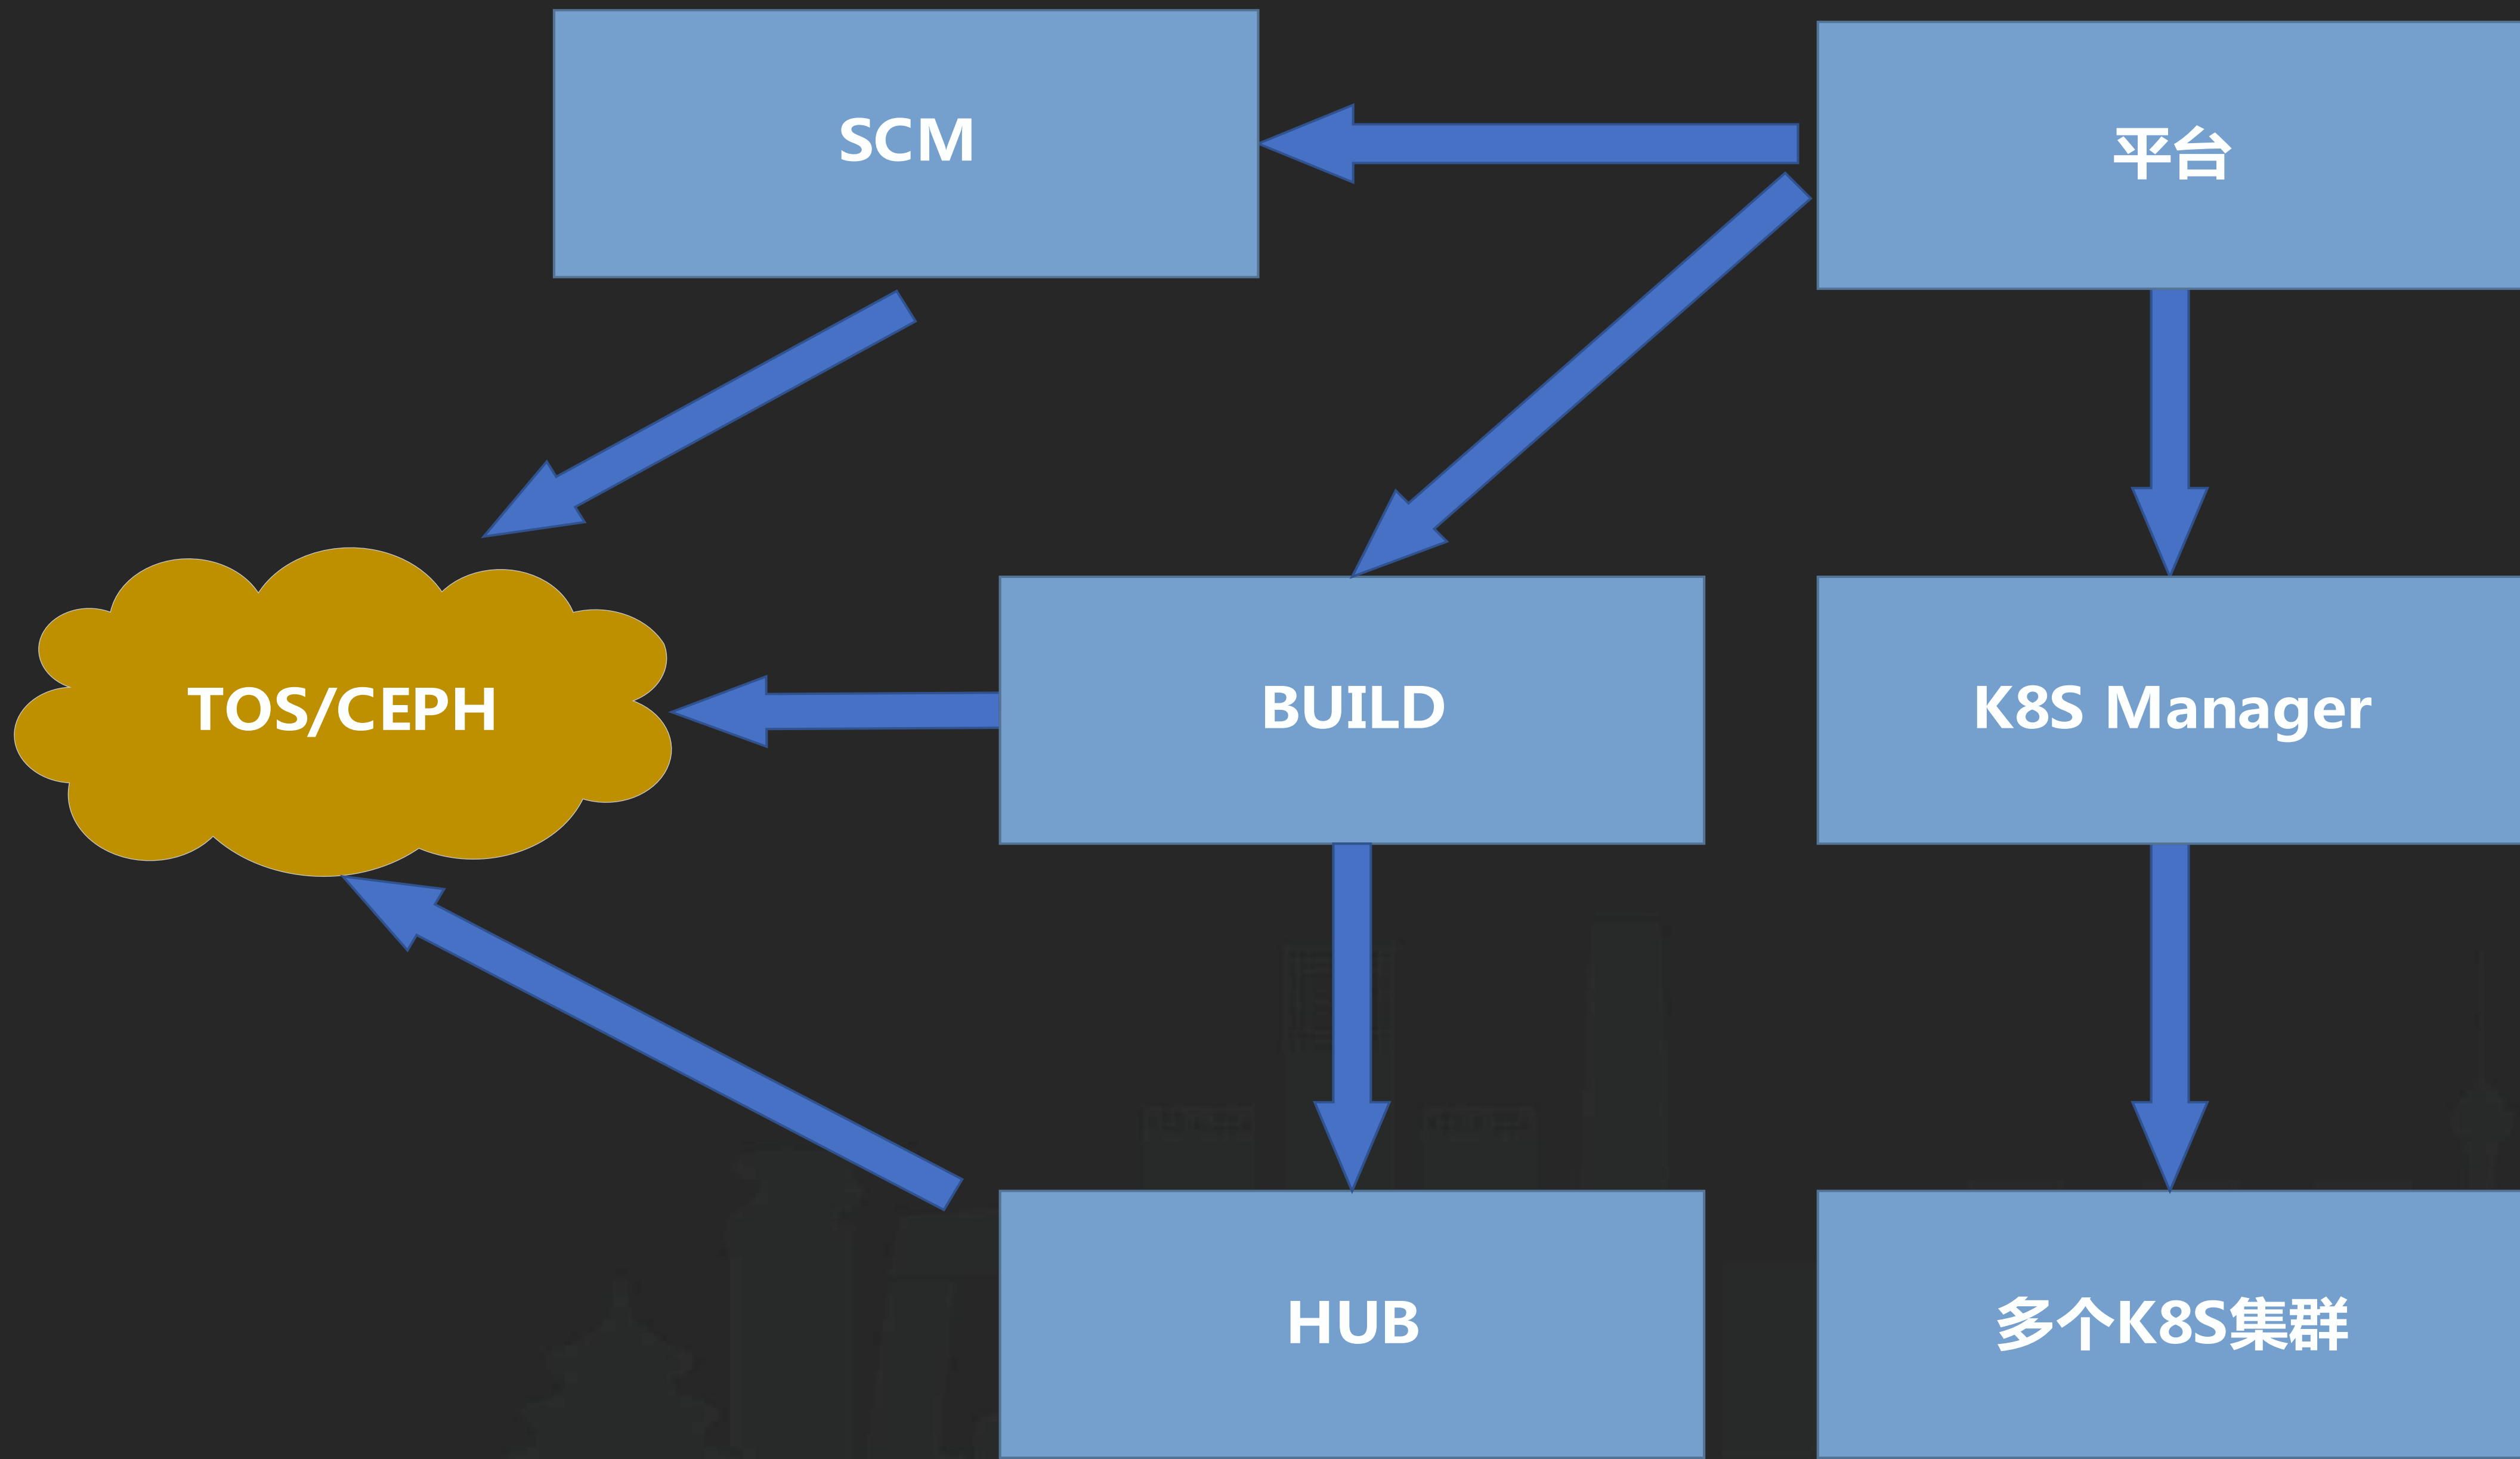 SCM
平台
TOS/CEPH
BUILD
K8S Manager
HUB
多个K8S集群